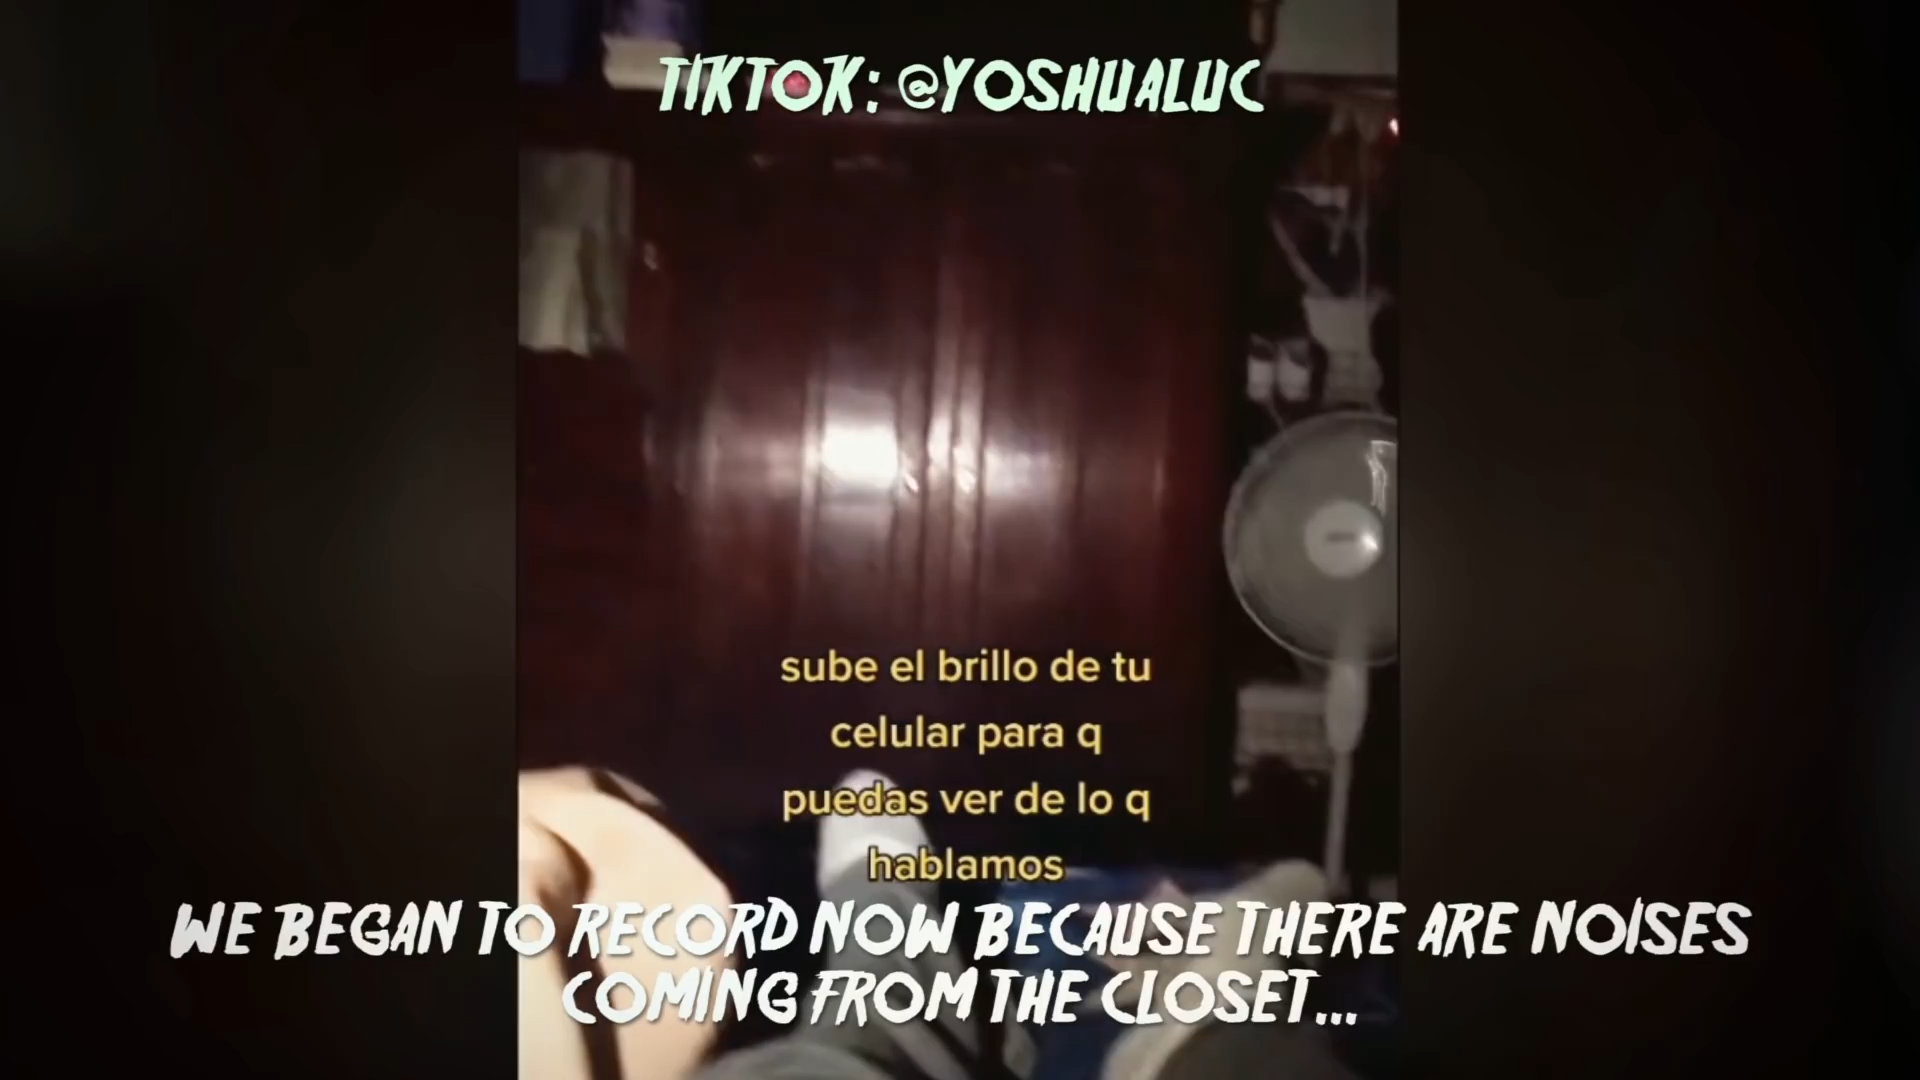 TIKTOK: @YOSHUALUC
sube el brillo de tu
celular para q
puedas ver de lo q
hablamos
WE BEGAN TO RECORD NOW BECAUSE THERE ARE NOISES
COMING FROM THE CLOSET...